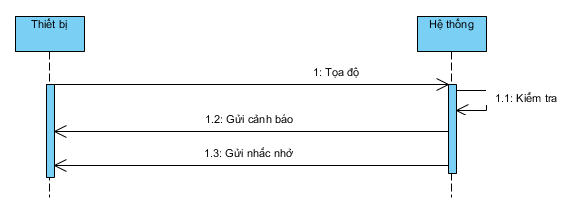 Thiết bị
Hệ thống
1: Tọa độ
1.1: Kiểm tra
1.2: Gửi cảnh báo
1.3: Gửi nhắc nhở